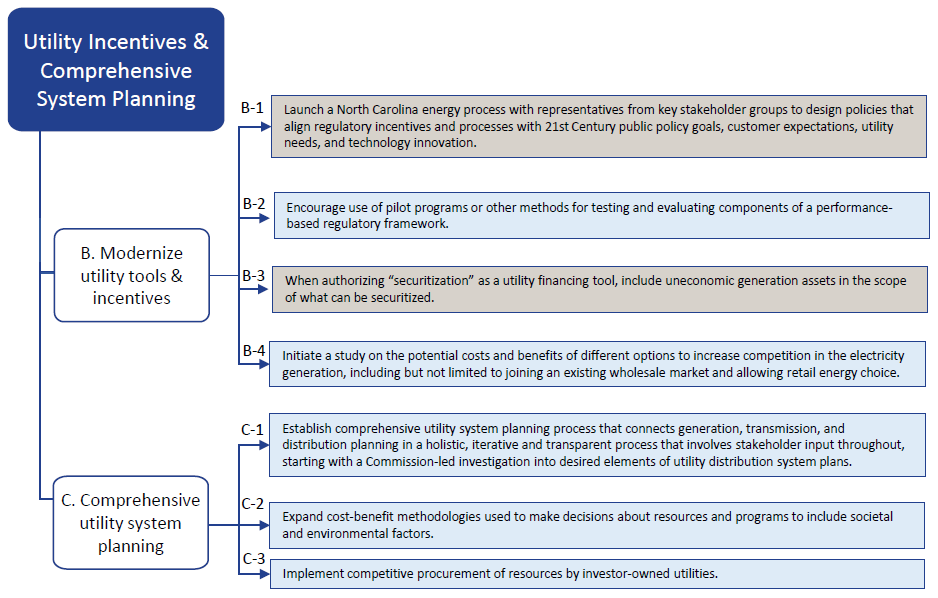 Utility Incentives &
Comprehensive
System Planning
B. Modernize
utility tools &
incentives
B-1
Launch a North Carolina energy process with representatives from key stakeholder groups to design policies that
align regulatory incentives and processes with 21st Century public policy goals, customer expectations, utility
needs, and technology innovation.
B-2
Encourage use of pilot programs or other methods for testing and evaluating components of a performance-
based regulatory framework.
B-3
When authorizing “securitization” as a utility financing tool, include uneconomic generation assets in the scope
of what can be securitized.
B-4
Initiate a study on the potential costs and benefits of different options to increase competition in the electricity
generation, including but not limited to joining an existing wholesale market and allowing retail energy choice.
C. Comprehensive
utility system
planning
C-1
Establish comprehensive utility system planning process that connects generation, transmission, and
distribution planning in a holistic, iterative and transparent process that involves stakeholder input throughout,
starting with a Commission-led investigation into desired elements of utility distribution system plans.
C-2
Expand cost-benefit methodologies used to make decisions about resources and programs to include societal
and environmental factors.
C-3
Implement competitive procurement of resources by investor-owned utilities.